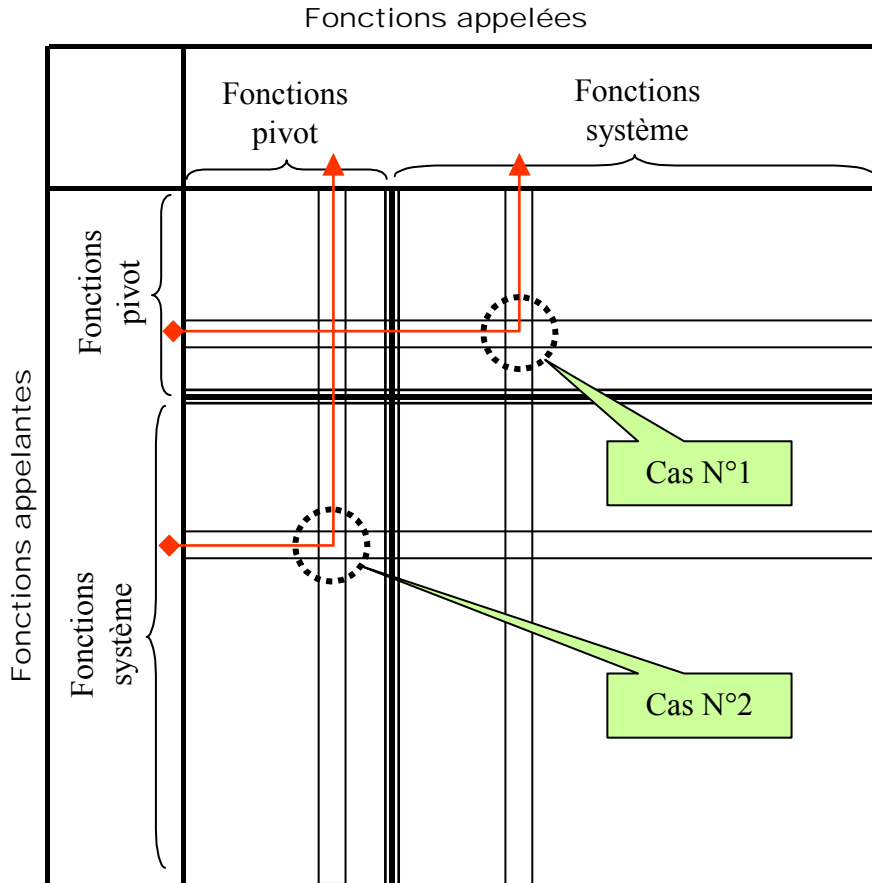 Fonctions appelées
Fonctions
pivot
Fonctions
système
Fonctions appelantes
Fonctions
pivot
Fonctions
système
Cas N°1
Cas N°2